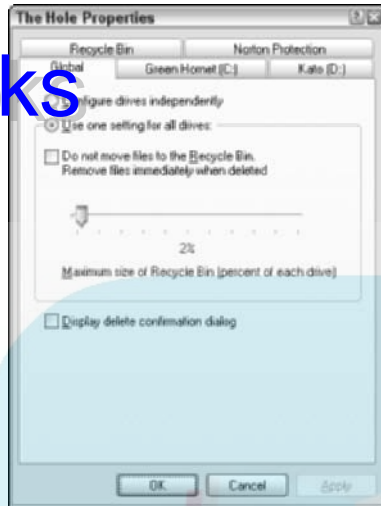 The Hole Properties
Recycle Bin Norton Protection
Global Green Hornet (C:) Kato (D:)
ks
Configure drives independently
Use one setting for all drives:
Do not move files to the Recycle Bin.
Remove files immediately when deleted
2%
Maximum size of Recycle Bin (percent of each drive)
Display delete confirmation dialog
OK Cancel Apply